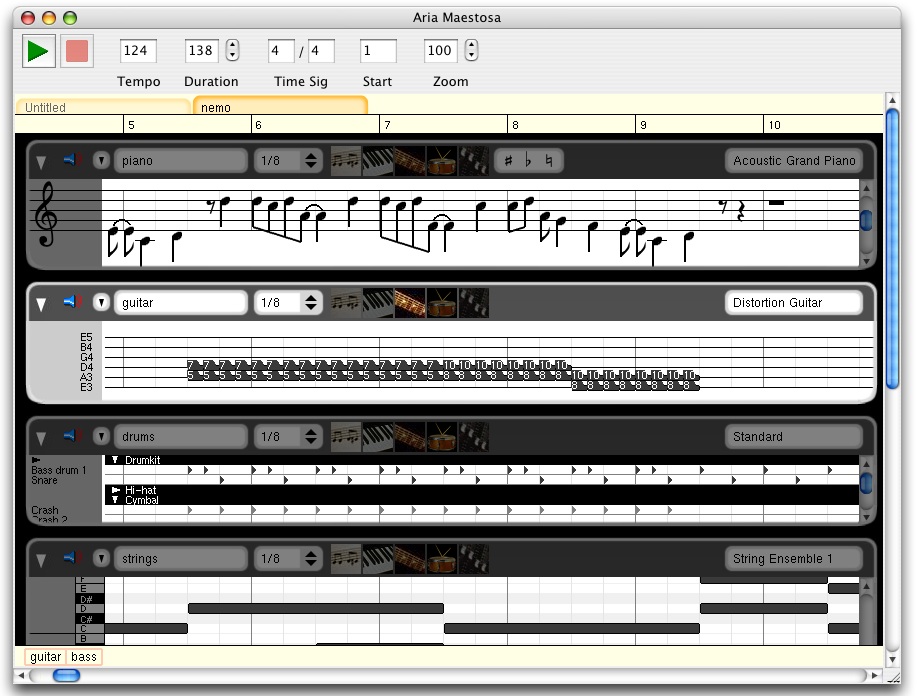 Aria Maestosa
124 138 4 / 4 1 100
Tempo Duration Time Sig Start Zoom
Untitled nemo
5 6 7 8 9 10
piano 1/8 Acoustic Grand Piano
guitar 1/8 Distortion Guitar
E5
B4
G4
D4 7 7 7 7 7 7 7 7 7 7 7 7 7 7 7 7 10 10 10 10 10 10 10 10
A3 5 5 5 5 5 5 5 5 5 5 5 5 5 5 5 5 8 8 8 8 8 8 8 8 10 10 10 10 10 10 10 10
E3 8 8 8 8 8 8 8 8
drums 1/8 Standard
Drumkit
Bass drum 1
Snare
Hi-hat
Cymbal
Crash
Crash 2
strings 1/8 String Ensemble 1
F
E
D#
D
C#
C
B
guitar bass